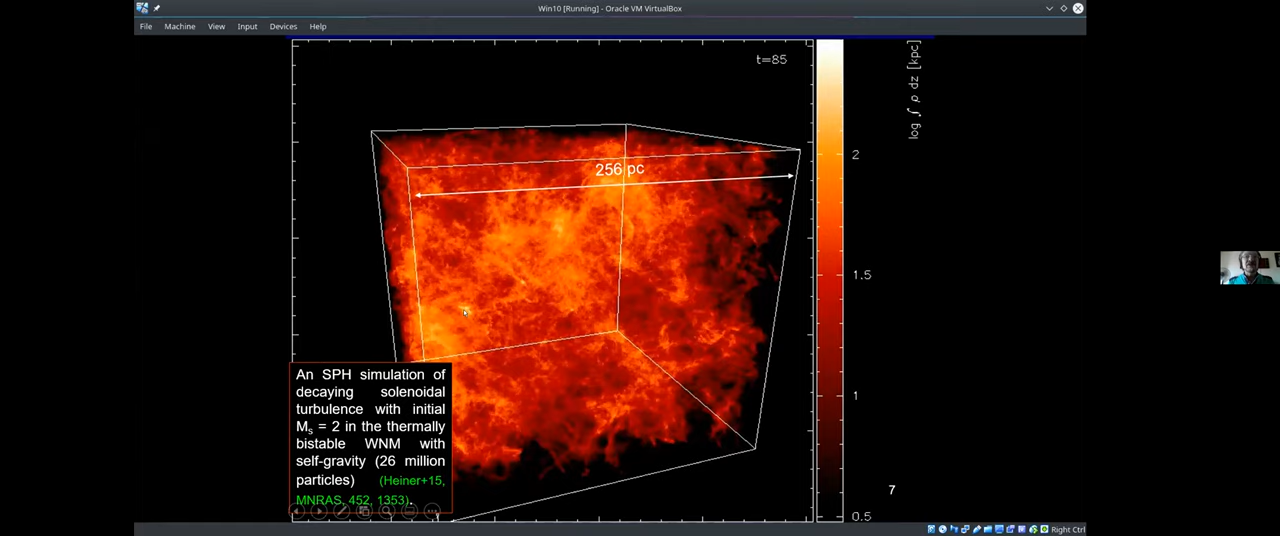 Win10 [Running] - Oracle VM VirtualBox
File Machine View Input Devices Help
t=85
log ∫ ρ dz [kpc]
256 pc
2
1.5
1
0.5
An SPH simulation of
decaying solenoidal
turbulence with initial
Ms = 2 in the thermally
bistable WNM with
self-gravity (26 million
particles) (Heiner+15,
MNRAS, 452, 1353).
7
Right Ctrl